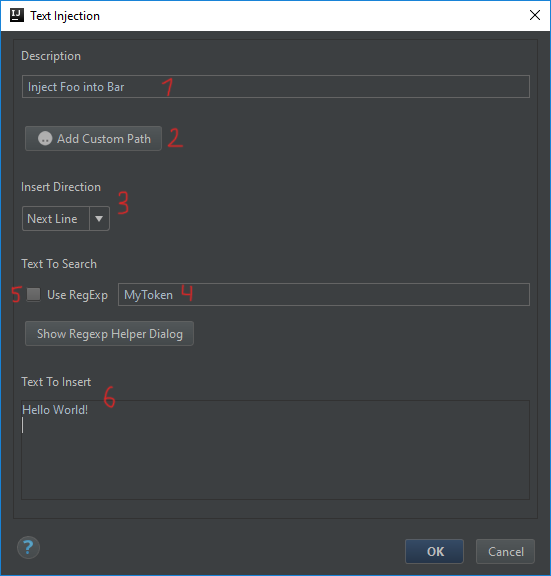 IJ Text Injection
Description
Inject Foo into Bar 1
Add Custom Path 2
Insert Direction
Next Line 3
Text To Search
5 Use RegExp MyToken 4
Show Regexp Helper Dialog
Text To Insert 6
Hello World!
? OK Cancel